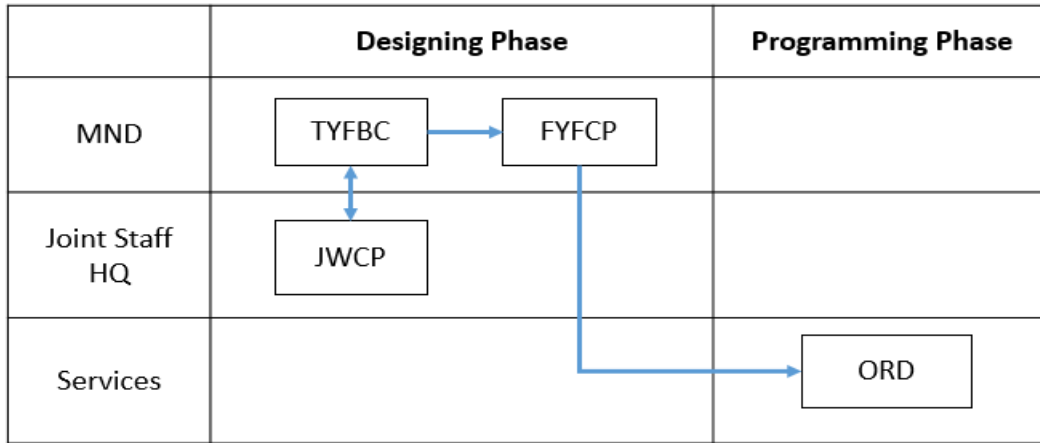 Designing Phase
Programming Phase
MND
TYFBC
FYFCP
Joint Staff
HQ
JWCP
Services
ORD